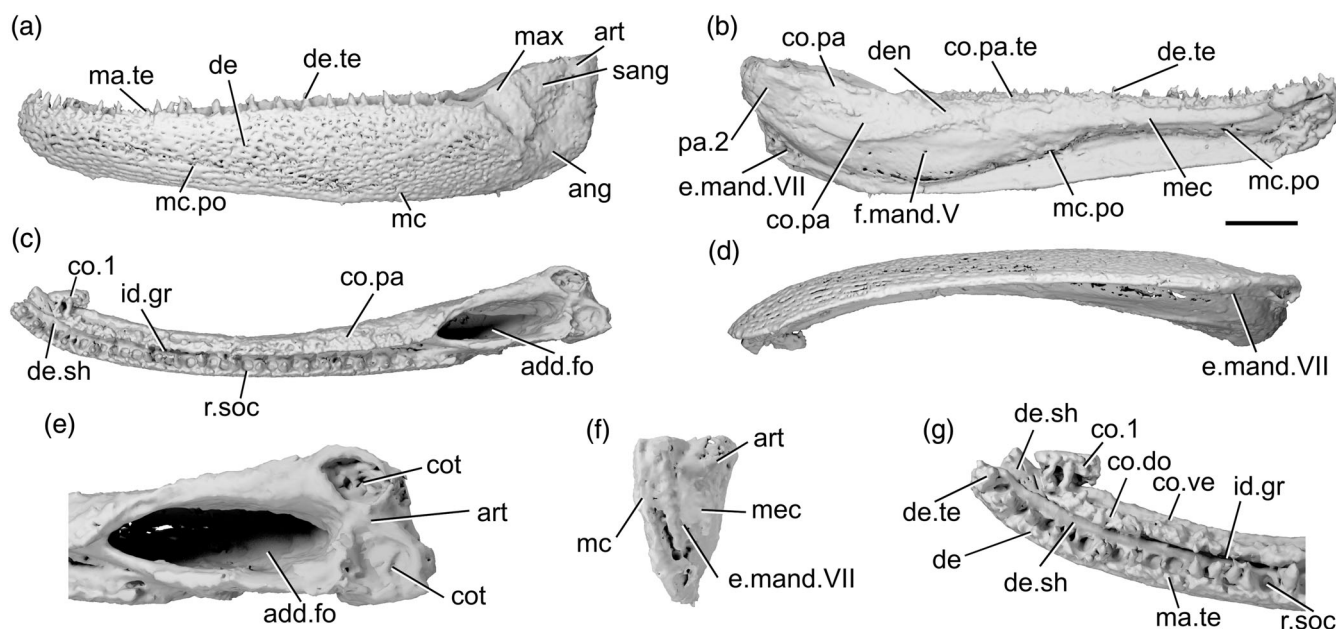 (a)
max
art
ma.te
de
de.te
sang
mc.po
mc
ang
(b)
co.pa
den
co.pa.te
de.te
pa.2
e.mand.VII
co.pa
f.mand.V
mc.po
mec
mc.po
(c)
co.1
id.gr
co.pa
de.sh
r.soc
add.fo
(d)
e.mand.VII
(e)
cot
art
add.fo
cot
(f)
art
mc
mec
e.mand.VII
(g)
de.sh
co.1
co.do
co.ve
id.gr
de.te
de
de.sh
ma.te
r.soc